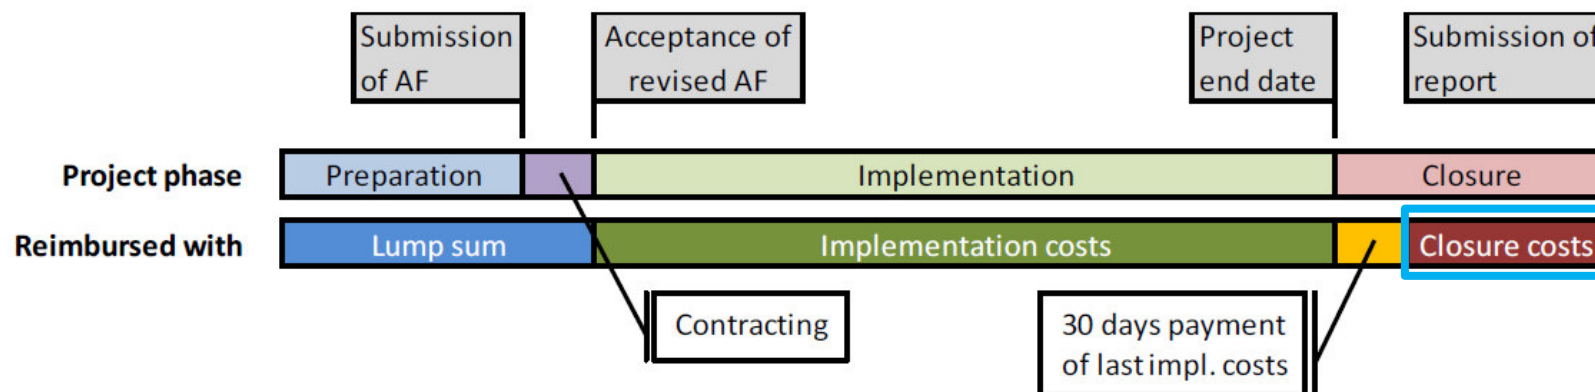 Submission
of AF
Acceptance of
revised AF
Project
end date
Submission of
report
Project phase
Preparation
Implementation
Closure
Reimbursed with
Lump sum
Implementation costs
Closure costs
Contracting
30 days payment
of last impl. costs